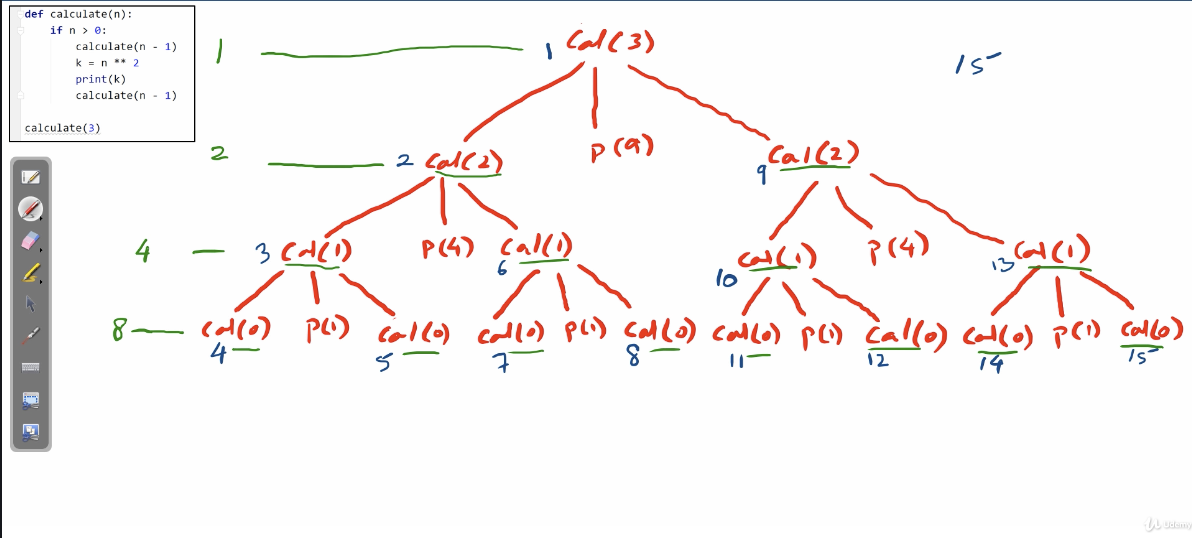 def calculate(n):
if n > 0:
calculate(n - 1)
k = n ** 2
print(k)
calculate(n - 1)
calculate(3)
1 1 Cal(3) 15
P(9)
2 2 Cal(2) 9 Cal(2)
4 3 Cal(1) P(4) 6 Cal(1) 10 Cal(1) P(4) 13 Cal(1)
8 Cal(0) P(1) Cal(0) Cal(0) P(1) Cal(0) Cal(0) P(1) Cal(0) Cal(0) P(1) Cal(0)
4 5 7 8 11 12 14 15
Udemy